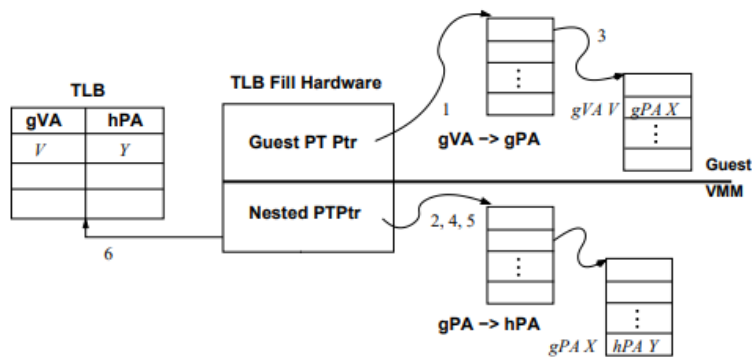 TLB
gVA hPA
V Y
6
TLB Fill Hardware
Guest PT Ptr
Nested PTPtr
1
gVA -> gPA
3
gVA V gPA X
Guest
VMM
2, 4, 5
gPA -> hPA
gPA X hPA Y